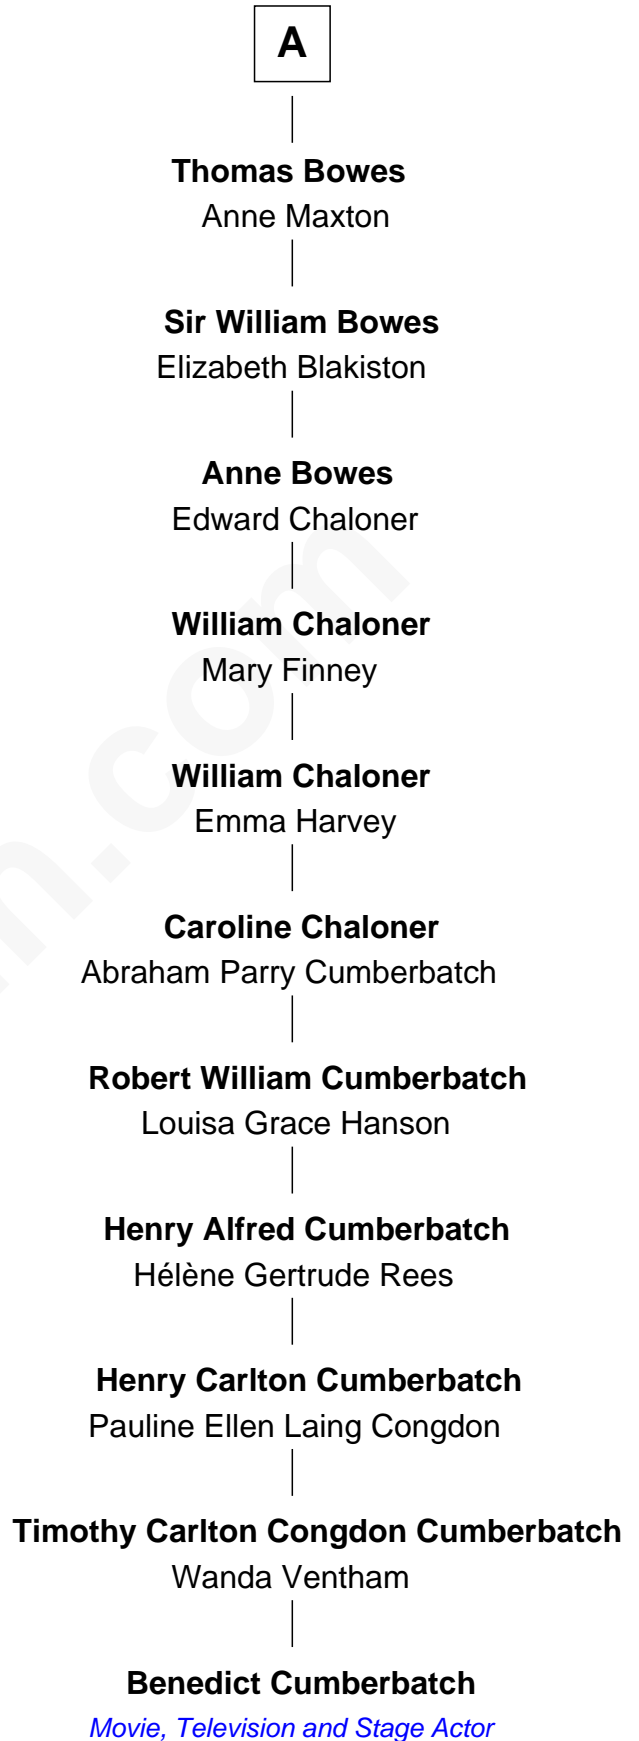 A
Thomas Bowes
Anne Maxton
Sir William Bowes
Elizabeth Blakiston
Anne Bowes
Edward Chaloner
William Chaloner
Mary Finney
William Chaloner
Emma Harvey
Caroline Chaloner
Abraham Parry Cumberbatch
Robert William Cumberbatch
Louisa Grace Hanson
Henry Alfred Cumberbatch
Hélène Gertrude Rees
Henry Carlton Cumberbatch
Pauline Ellen Laing Congdon
Timothy Carlton Congdon Cumberbatch
Wanda Ventham
Benedict Cumberbatch
Movie, Television and Stage Actor